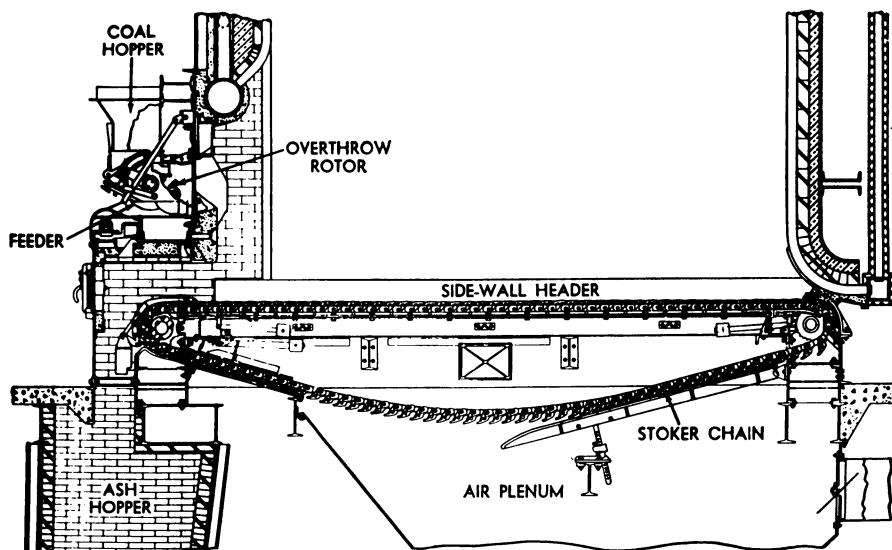 COAL
HOPPER
OVERTHROW
ROTOR
FEEDER
SIDE-WALL HEADER
STOKER CHAIN
AIR PLENUM
ASH
HOPPER